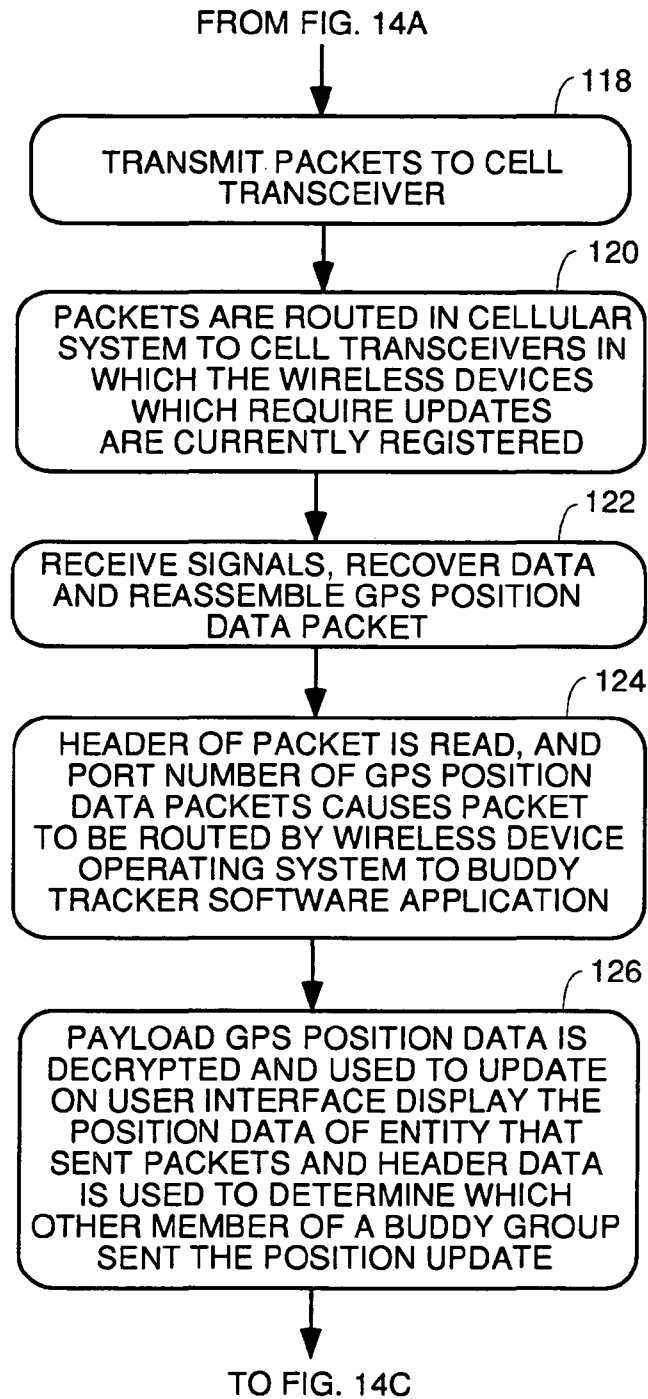 FROM FIG. 14A
118
TRANSMIT PACKETS TO CELL
TRANSCEIVER
120
PACKETS ARE ROUTED IN CELLULAR
SYSTEM TO CELL TRANSCEIVERS IN
WHICH THE WIRELESS DEVICES
WHICH REQUIRE UPDATES
ARE CURRENTLY REGISTERED
122
RECEIVE SIGNALS, RECOVER DATA
AND REASSEMBLE GPS POSITION
DATA PACKET
124
HEADER OF PACKET IS READ, AND
PORT NUMBER OF GPS POSITION
DATA PACKETS CAUSES PACKET
TO BE ROUTED BY WIRELESS DEVICE
OPERATING SYSTEM TO BUDDY
TRACKER SOFTWARE APPLICATION
126
PAYLOAD GPS POSITION DATA IS
DECRYPTED AND USED TO UPDATE
ON USER INTERFACE DISPLAY THE
POSITION DATA OF ENTITY THAT
SENT PACKETS AND HEADER DATA
IS USED TO DETERMINE WHICH
OTHER MEMBER OF A BUDDY GROUP
SENT THE POSITION UPDATE
TO FIG. 14C